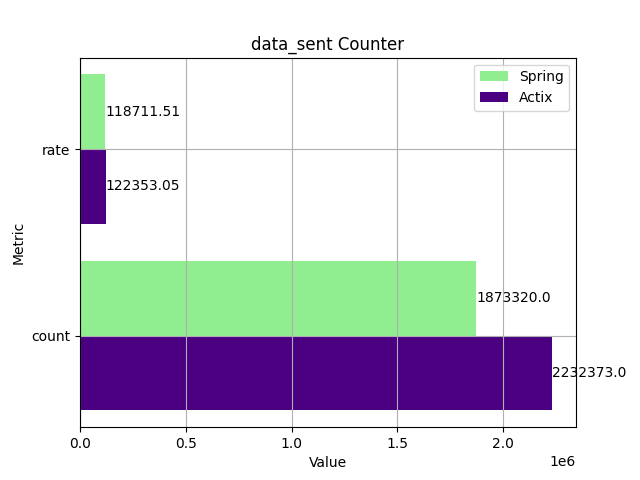 data_sent Counter
Spring
Actix
118711.51
rate
122353.05
Metric
1873320.0
count
2232373.0
0.0 0.5 1.0 1.5 2.0
Value
1e6